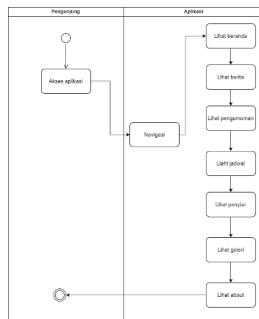 Pengunjung
Aplikasi
Lihat beranda
Akses aplikasi
Lihat berita
Lihat pengumuman
Navigasi
Liaht jadwal
Lihat penyiar
Lihat galeri
Lihat about